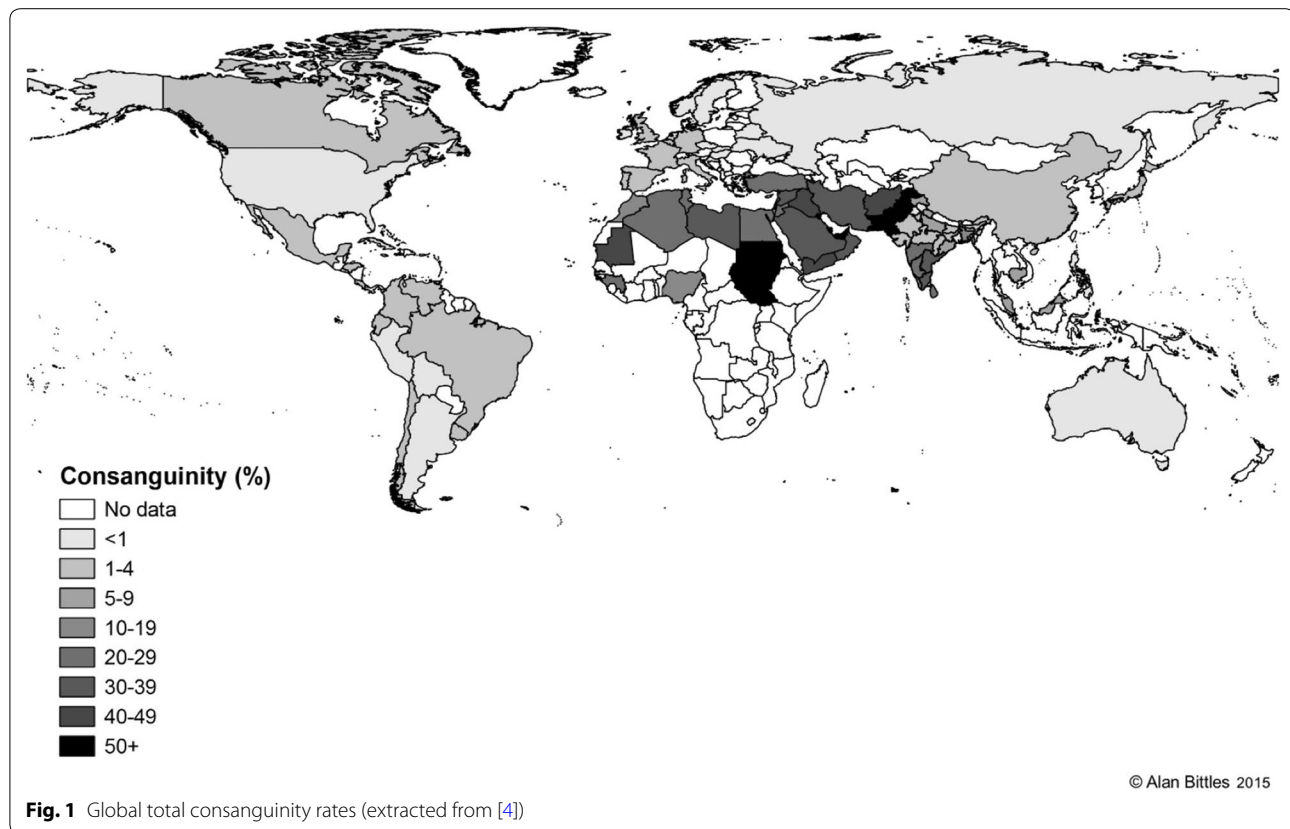 Consanguinity (%)
No data
<1
1-4
5-9
10-19
20-29
30-39
40-49
50+
© Alan Bittles 2015
Fig. 1 Global total consanguinity rates (extracted from [4])